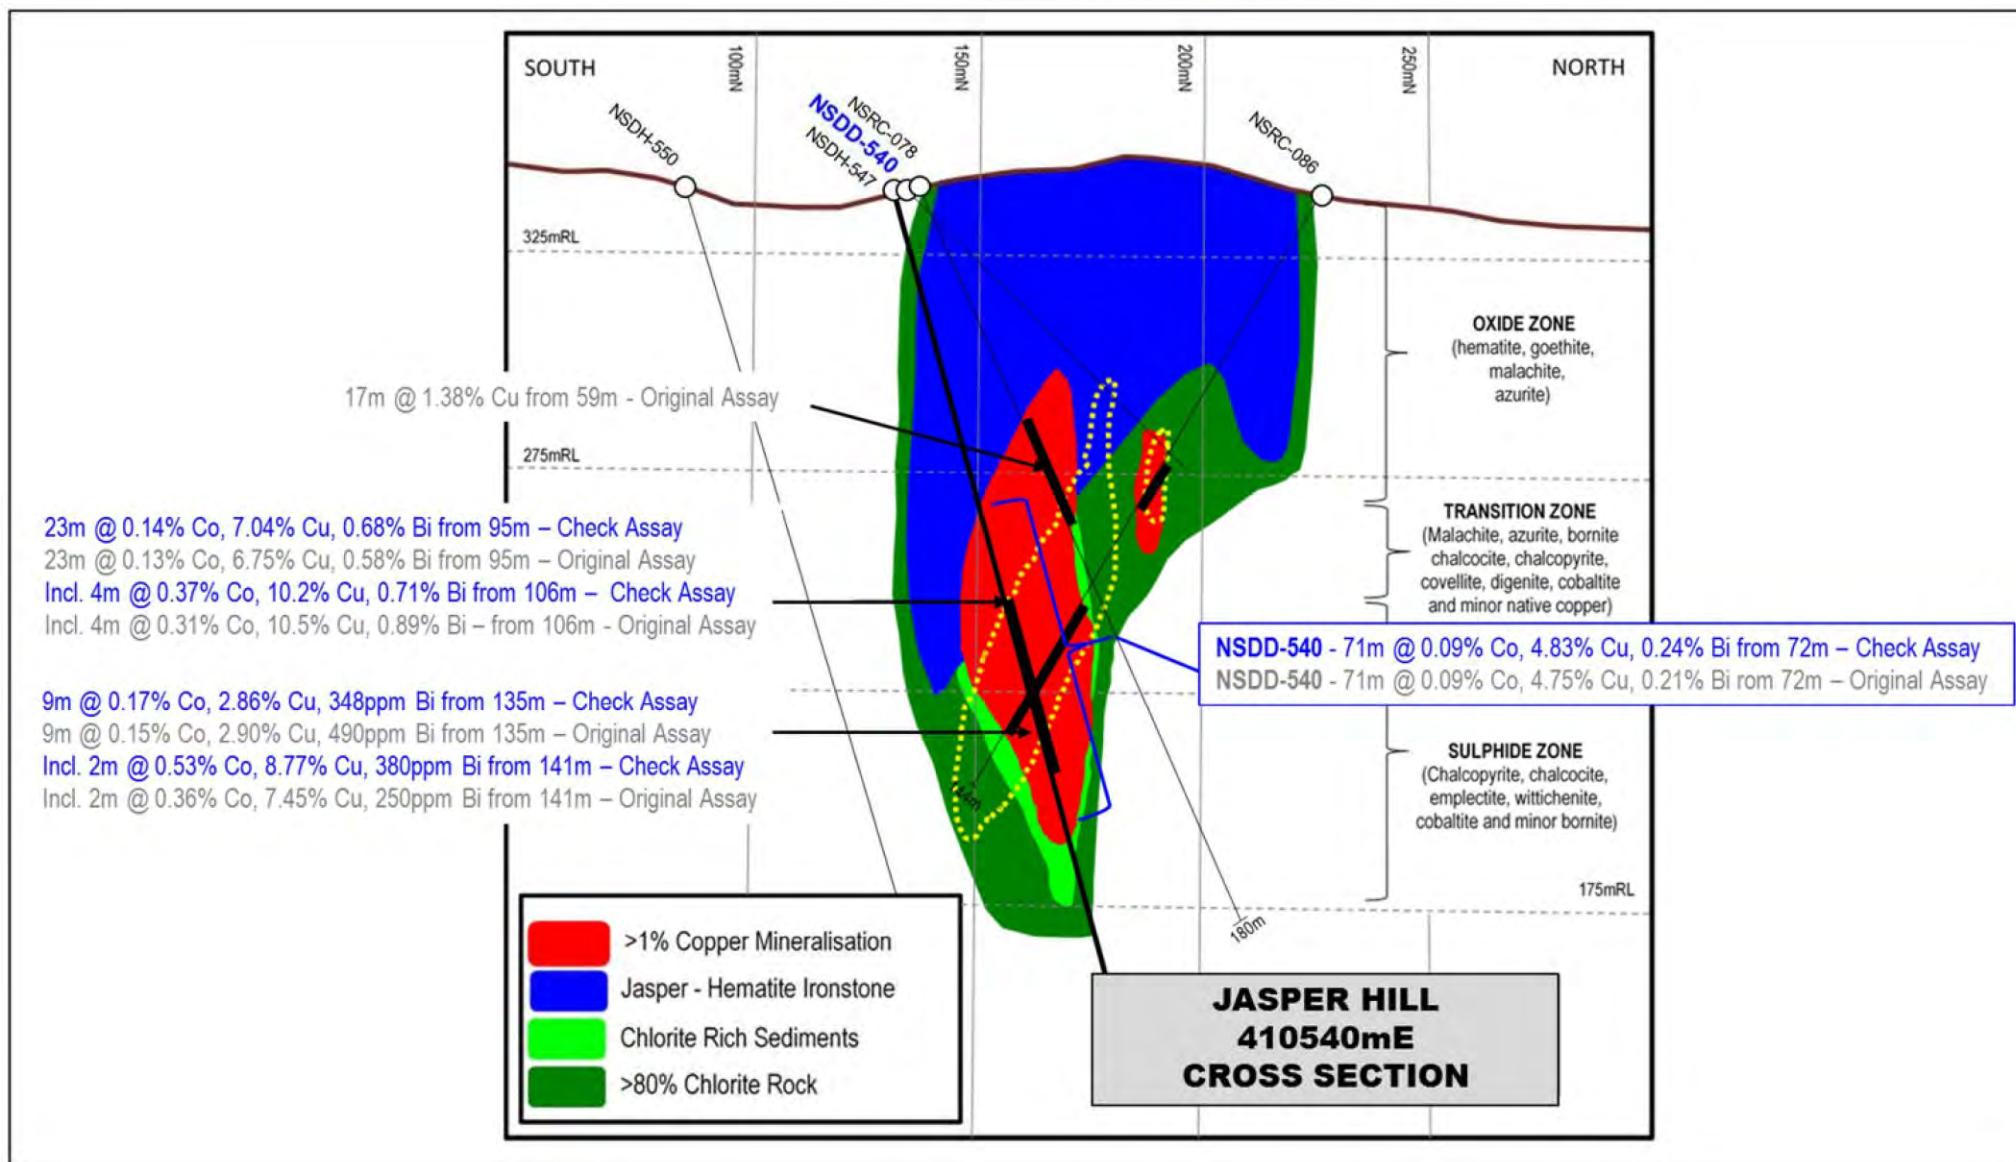 SOUTH
100mN
150mN
200mN
250mN
NORTH
NSDH-550
NSRC-078
NSDD-540
NSDH-547
NSRC-086
325mRL
OXIDE ZONE
(hematite, goethite,
malachite,
azurite)
17m @ 1.38% Cu from 59m - Original Assay
275mRL
23m @ 0.14% Co, 7.04% Cu, 0.68% Bi from 95m – Check Assay
23m @ 0.13% Co, 6.75% Cu, 0.58% Bi from 95m – Original Assay
Incl. 4m @ 0.37% Co, 10.2% Cu, 0.71% Bi from 106m – Check Assay
Incl. 4m @ 0.31% Co, 10.5% Cu, 0.89% Bi – from 106m - Original Assay
TRANSITION ZONE
(Malachite, azurite, bornite
chalcocite, chalcopyrite,
covellite, digenite, cobaltite
and minor native copper)
NSDD-540 - 71m @ 0.09% Co, 4.83% Cu, 0.24% Bi from 72m – Check Assay
NSDD-540 - 71m @ 0.09% Co, 4.75% Cu, 0.21% Bi rom 72m – Original Assay
9m @ 0.17% Co, 2.86% Cu, 348ppm Bi from 135m – Check Assay
9m @ 0.15% Co, 2.90% Cu, 490ppm Bi from 135m – Original Assay
Incl. 2m @ 0.53% Co, 8.77% Cu, 380ppm Bi from 141m – Check Assay
Incl. 2m @ 0.36% Co, 7.45% Cu, 250ppm Bi from 141m – Original Assay
SULPHIDE ZONE
(Chalcopyrite, chalcocite,
emplectite, wittichenite,
cobaltite and minor bornite)
175mRL
180m
>1% Copper Mineralisation
Jasper - Hematite Ironstone
Chlorite Rich Sediments
>80% Chlorite Rock
JASPER HILL
410540mE
CROSS SECTION